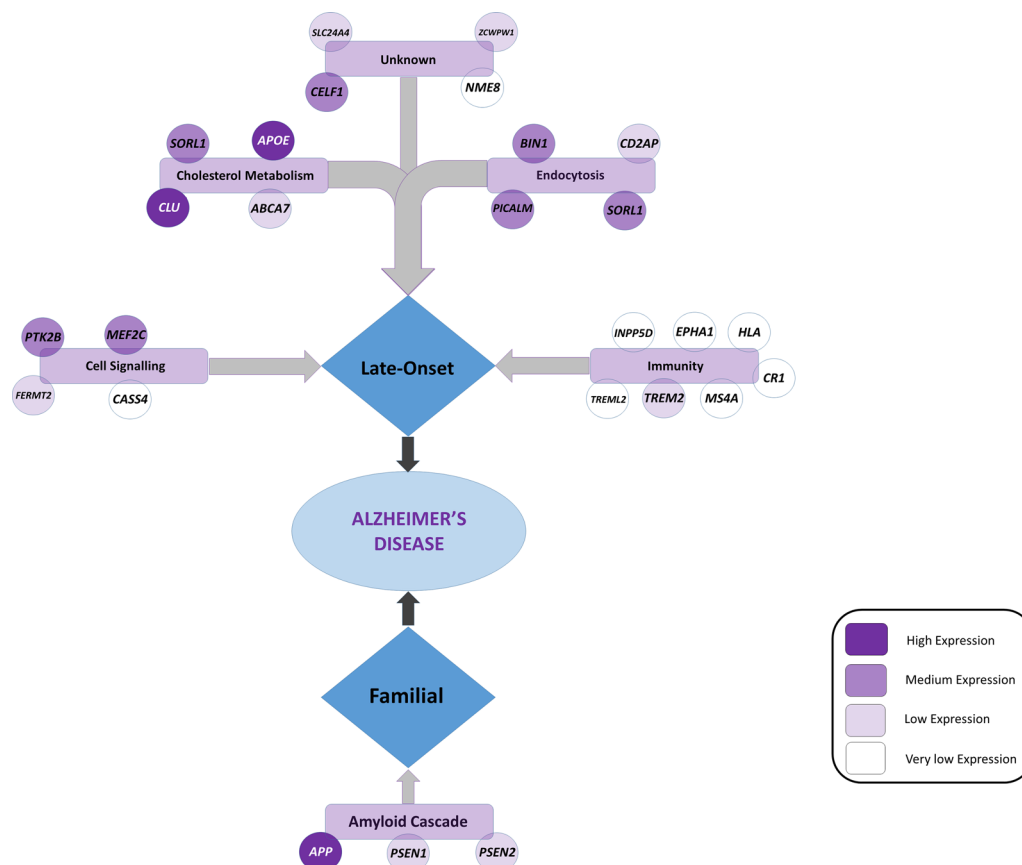 SLC24A4
ZCWPW1
Unknown
CELF1
NME8
SORL1
APOE
Cholesterol Metabolism
CLU
ABCA7
BIN1
CD2AP
Endocytosis
PICALM
SORL1
PTK2B
MEF2C
Cell Signalling
FERMT2
CASS4
Late-Onset
INPP5D
EPHA1
HLA
Immunity
CR1
TREML2
TREM2
MS4A
ALZHEIMER'S
DISEASE
Familial
Amyloid Cascade
APP
PSEN1
PSEN2
High Expression
Medium Expression
Low Expression
Very low Expression